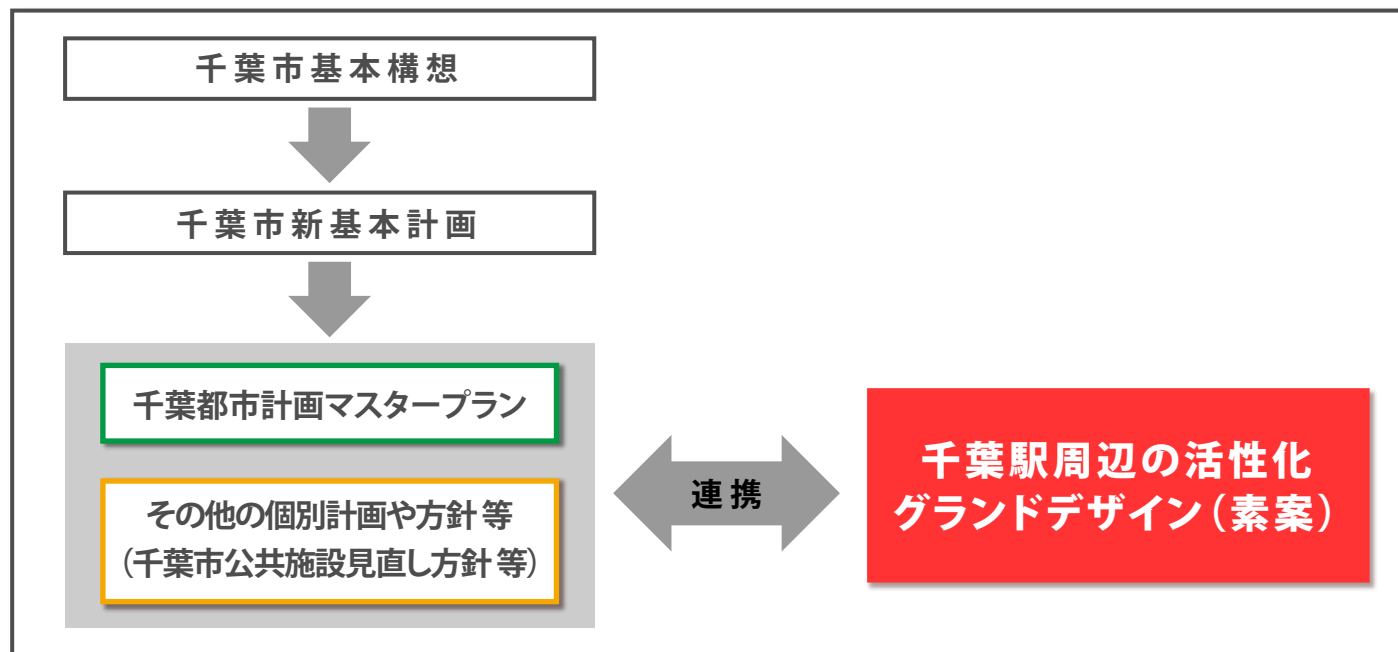 千葉市基本構想
千葉市新基本計画
千葉都市計画マスタープラン
その他の個別計画や方針 等
（千葉市公共施設見直し方針 等）
連携
千葉駅周辺の活性化
グランドデザイン（素案）